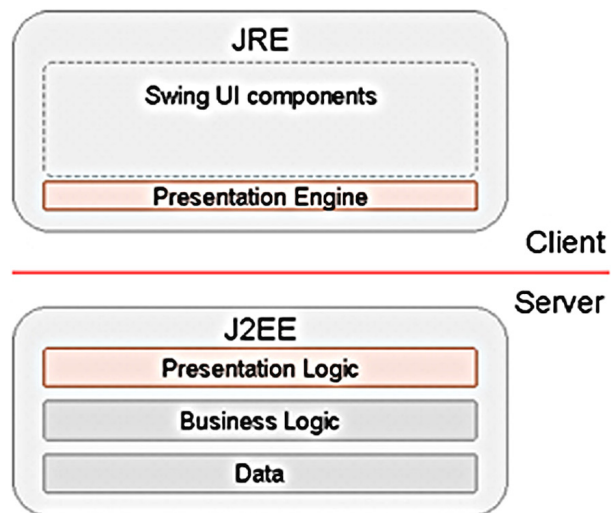 JRE
Swing UI components
Presentation Engine
Client
Server
J2EE
Presentation Logic
Business Logic
Data